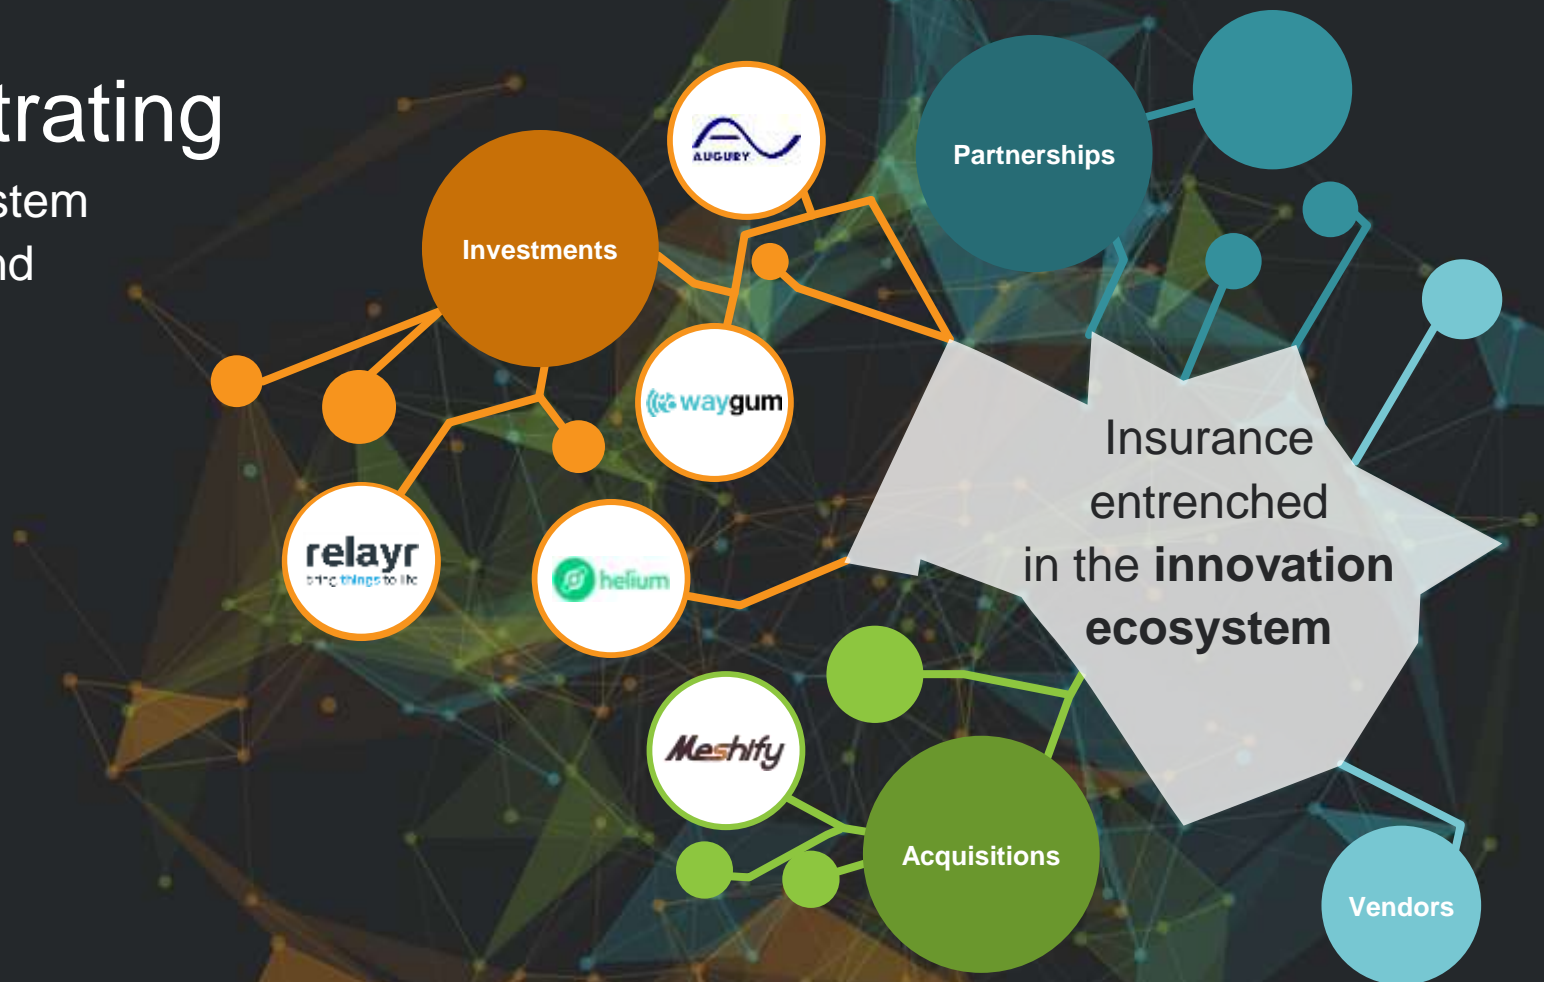 trating
stem
nd
Investments
AUGURY
Partnerships
waygum
relayr
bring things to life
helium
Insurance
entrenched
in the innovation
ecosystem
Meshify
Acquisitions
Vendors